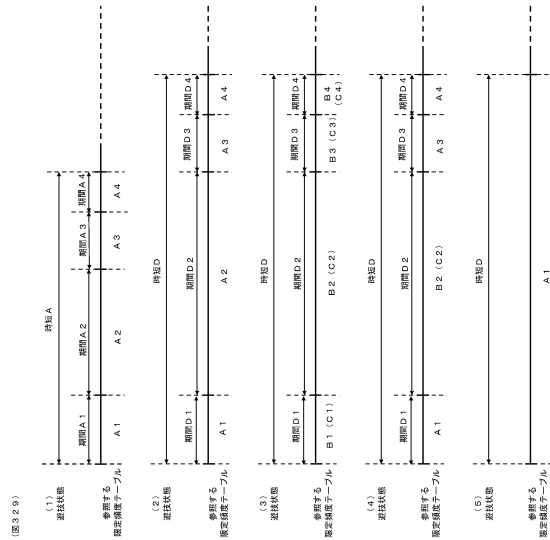 (図３２９)
(１)
遊技状態
時短A
期間A１ 期間A２ 期間A３ 期間A４
参照する
限定頻度テーブル
A１ A２ A３ A４
(２)
遊技状態
時短D
期間D１ 期間D２ 期間D３ 期間D４
参照する
限定頻度テーブル
A１ A２ A３ A４
(３)
遊技状態
時短D
期間D１ 期間D２ 期間D３ 期間D４
参照する
限定頻度テーブル
B１(C１) B２(C２) B３(C３) B４
(C４)
(４)
遊技状態
時短D
期間D１ 期間D２ 期間D３ 期間D４
参照する
限定頻度テーブル
A１ B２(C２) A３ A４
(５)
遊技状態
時短D
参照する
限定頻度テーブル
A１